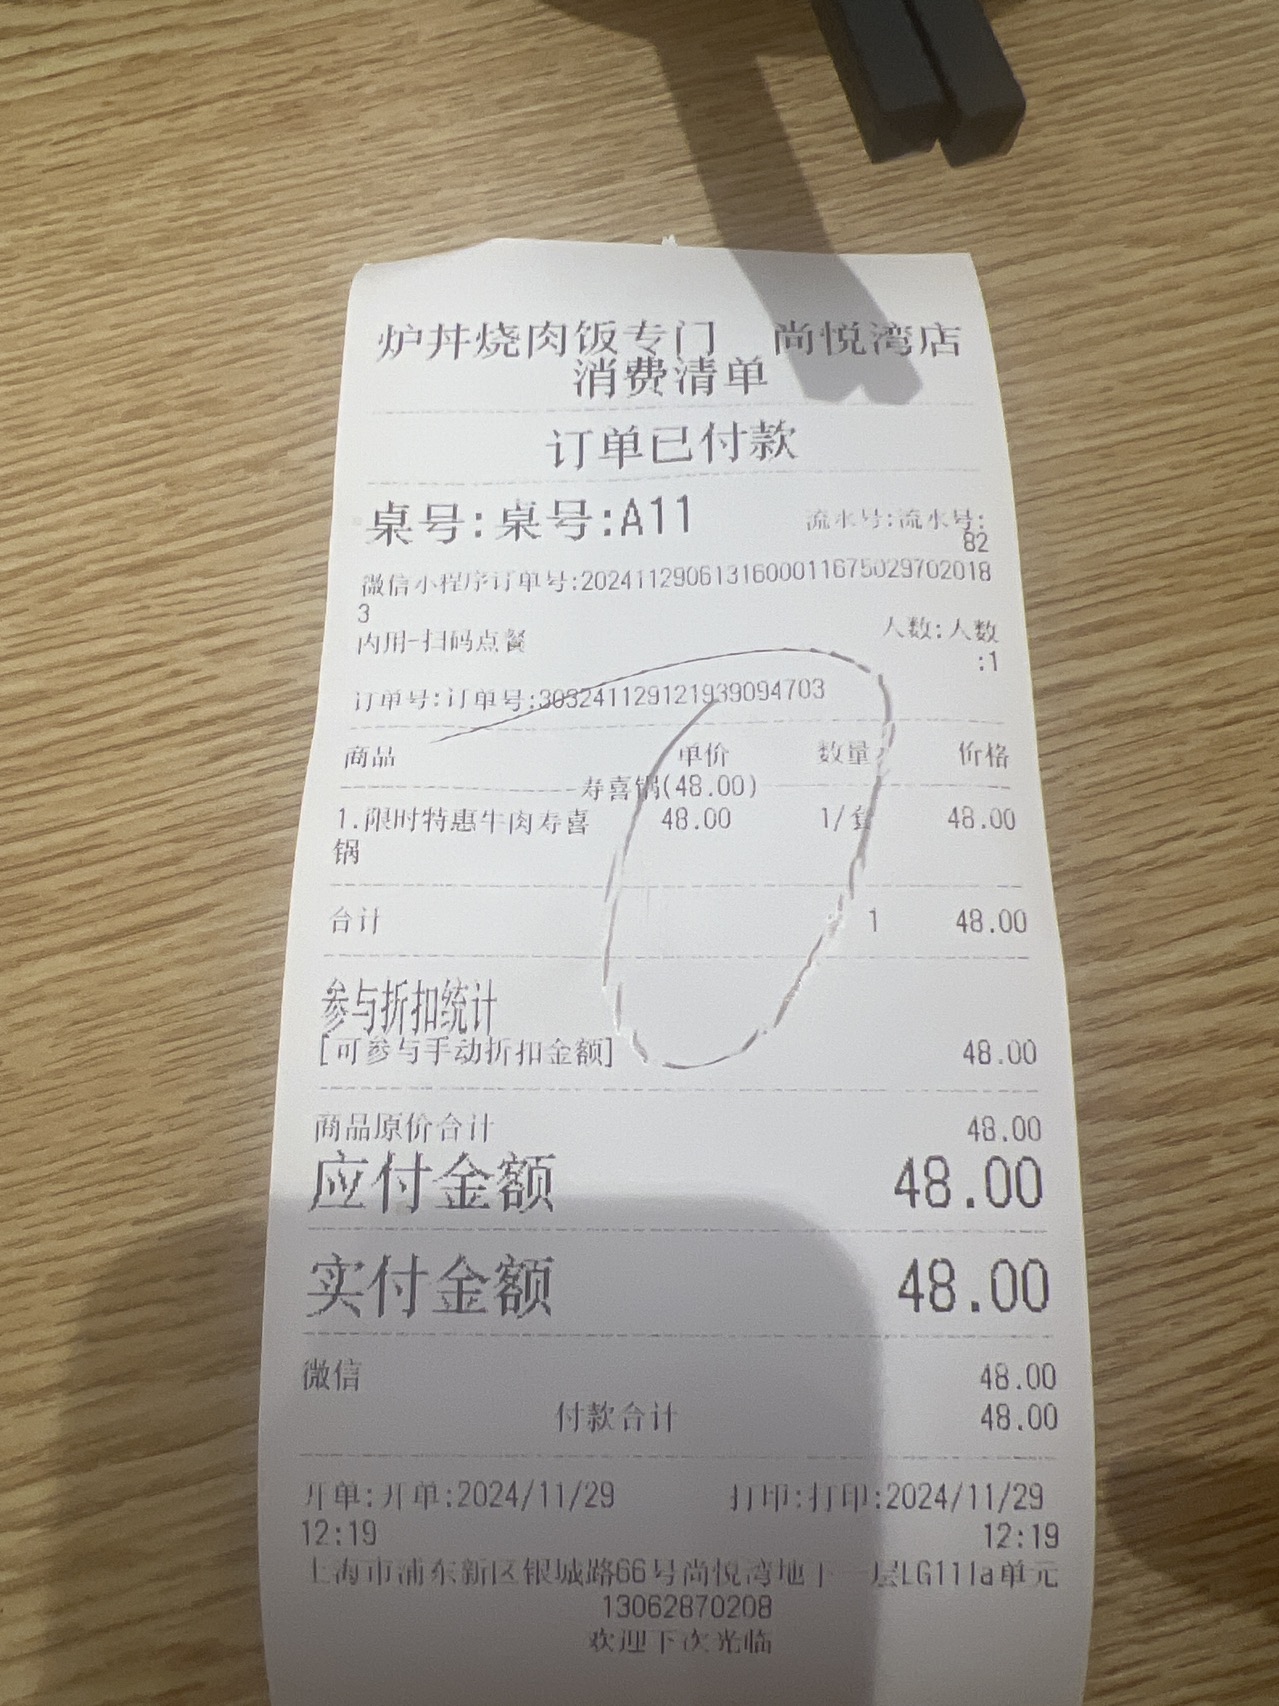 炉丼烧肉饭专门 尚悦湾店
消费清单
订单已付款
桌号:桌号:A11 流水号:流水号:
82
微信小程序订单号:2024112906131600011675029702018
3
内用-扫码点餐 人数:人数
:1
订单号:订单号:303241129121939094703
商品 单价 数量 价格
寿喜锅(48.00)
1.限时特惠牛肉寿喜 48.00 1/套 48.00
锅
合计 1 48.00
参与折扣统计
[可参与手动折扣金额] 48.00
商品原价合计 48.00
应付金额 48.00
实付金额 48.00
微信 48.00
付款合计 48.00
开单:开单:2024/11/29 打印:打印:2024/11/29
12:19 12:19
上海市浦东新区银城路66号尚悦湾地下一层LG111a单元
13062870208
欢迎下次光临